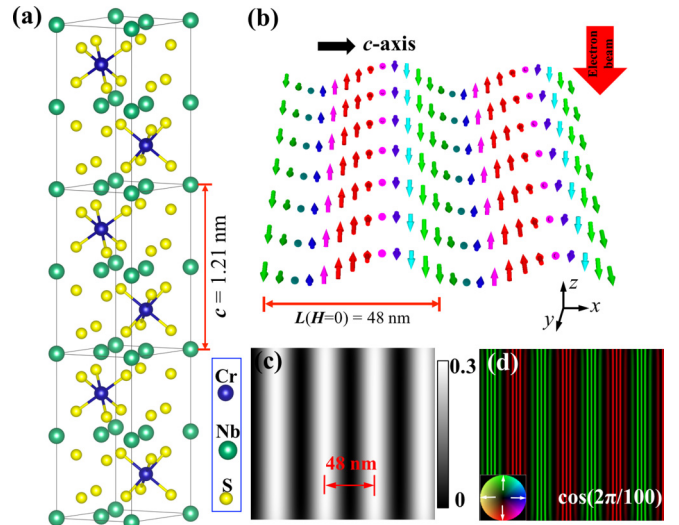 (a)
c = 1.21 nm
Cr
Nb
S
(b)
c-axis
Electron
beam
L(H=0) = 48 nm
z
x
y
(c)
48 nm
0.3
0
(d)
cos(2π/100)